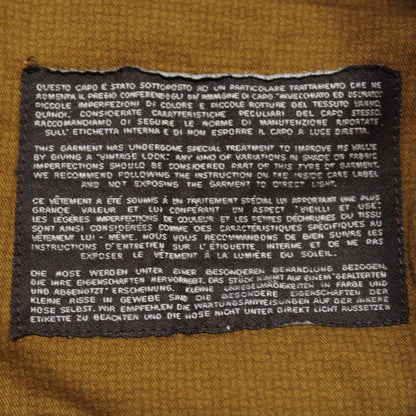 QUESTO CAPO È STATO SOTTOPOSTO AD UN PARTICOLARE TRATTAMENTO CHE NE
AUMENTA IL PREGIO CONFERENDOGLI UN'IMMAGINE DI CAPO "INVECCHIATO ED USURATO".
PICCOLE IMPERFEZIONI DI COLORE E PICCOLE ROTTURE DEL TESSUTO VANNO,
QUINDI, CONSIDERATE CARATTERISTICHE PECULIARI DEL CAPO STESSO.
RACCOMANDIAMO DI SEGUIRE LE NORME DI MANUTENZIONE RIPORTATE
SULL'ETICHETTA INTERNA E DI NON ESPORRE IL CAPO A LUCE DIRETTA.
THIS GARMENT HAS UNDERGONE SPECIAL TREATMENT TO IMPROVE ITS VALUE
BY GIVING A "VINTAGE LOOK". ANY KIND OF VARIATIONS IN SHADE OR FABRIC
IMPERFECTIONS SHOULD BE CONSIDERED PART OF THIS TYPE OF GARMENT.
WE RECOMMEND FOLLOWING THE INSTRUCTION ON THE INSIDE CARE LABEL
AND NOT EXPOSING THE GARMENT TO DIRECT LIGHT.
CE VÊTEMENT A ÉTÉ SOUMIS À UN TRAITEMENT SPÉCIAL LUI APPORTANT UNE PLUS
GRANDE VALEUR ET LUI CONFERANT UN ASPECT "VIEILLI ET USÉ".
LES LÉGÈRES IMPERFECTIONS DE COULEUR ET LES PETITES DÉCHIRURES DU TISSU
SONT AINSI CONSIDÉRÉES COMME DES CARACTÉRISTIQUES SPÉCIFIQUES AU
VÊTEMENT LUI - MÊME. NOUS VOUS RECOMMANDONS DE BIEN SUIVRE LES
INSTRUCTIONS D'ENTRETIEN SUR L'ÉTIQUETTE INTERNE ET DE NE PAS
EXPOSER LE VÊTEMENT À LA LUMIÈRE DU SOLEIL.
DIE HOSE WERDEN UNTER EINER BESONDEREN BEHANDLUNG BEZOGEN,
DIE IHRE EIGENSCHAFTEN HERVORHEBT. DAS STÜCK NIMMT AUF EINEM "GEALTERTEN
UND ABGENÜTZT" ERSCHEINUNG. KLEINE UNREGELMÄßIGKEITEN IN FARBE UND
KLEINE RISSE IN GEWEBE SIND DIE BESONDERE EIGENSCHAFTEN DER
HOSE SELBST. WIR EMPFEHLEN DIE WARTUNGSANWEISUNGEN AUF DER INNERE
ETIKETTE ZU BEACHTEN UND DIE HOSE NICHT UNTER DIREKT LICHT AUSSETZEN